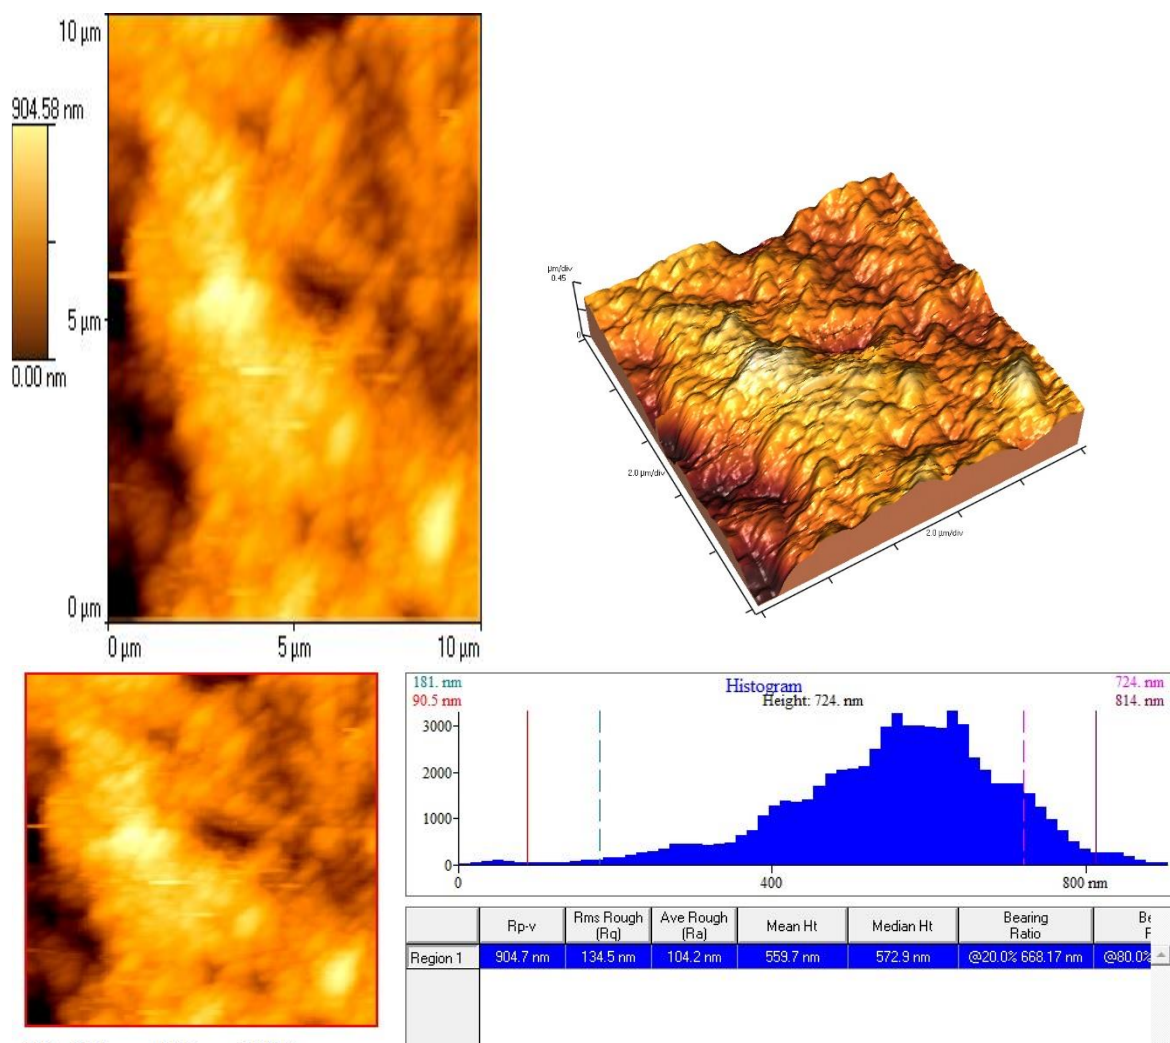 10 µm
904.58 nm
5 µm
0.00 nm
0 µm
0 µm
5 µm
10 µm
µm/div
0.45
0
2.0 µm/div
2.0 µm/div
181. nm
90.5 nm
Histogram
Height: 724. nm
724. nm
814. nm
3000
2000
1000
0
0
400
800 nm
Rp-v Rms Rough (Rq) Ave Rough (Ra) Mean Ht Median Ht Bearing Ratio
Region 1 904.7 nm 134.5 nm 104.2 nm 559.7 nm 572.9 nm @20.0% 668.17 nm @80.0%